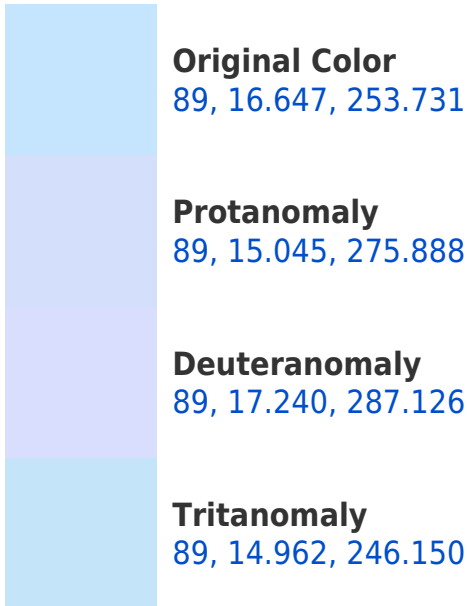 Original Color
89, 16.647, 253.731
Protanomaly
89, 15.045, 275.888
Deuteranomaly
89, 17.240, 287.126
Tritanomaly
89, 14.962, 246.150